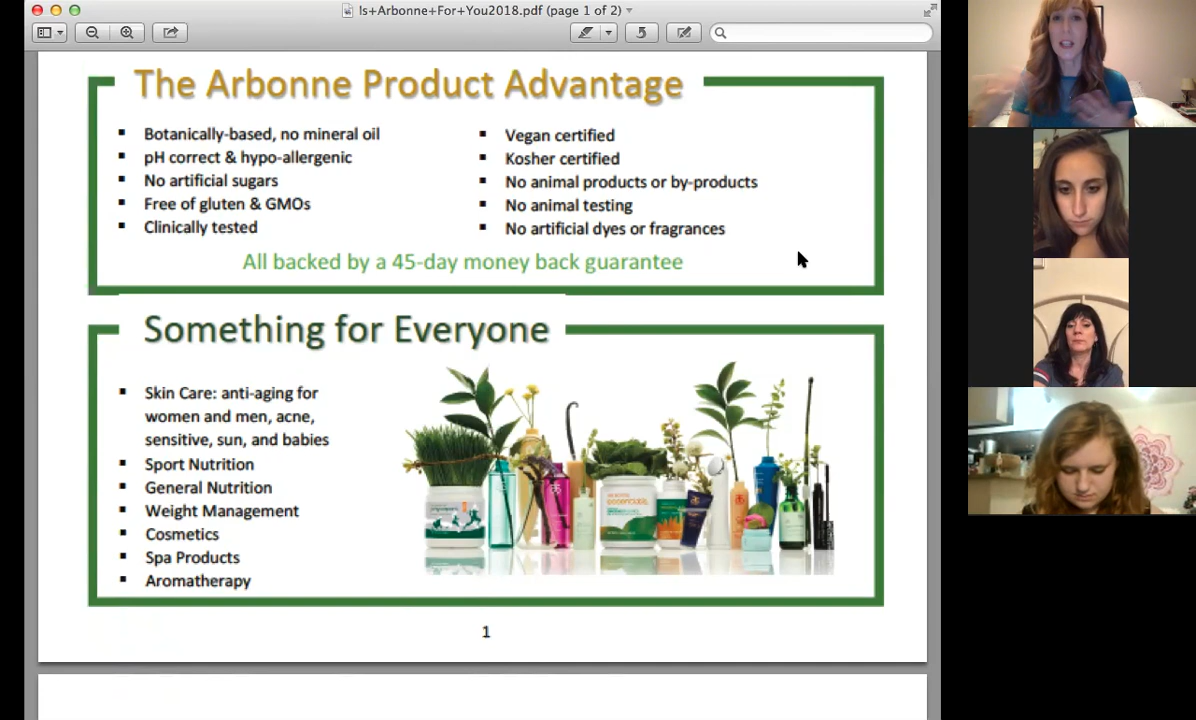 Is+Arbonne+For+You2018.pdf (page 1 of 2)
The Arbonne Product Advantage
▪ Botanically-based, no mineral oil
▪ pH correct & hypo-allergenic
▪ No artificial sugars
▪ Free of gluten & GMOs
▪ Clinically tested
▪ Vegan certified
▪ Kosher certified
▪ No animal products or by-products
▪ No animal testing
▪ No artificial dyes or fragrances
All backed by a 45-day money back guarantee
Something for Everyone
▪ Skin Care: anti-aging for
women and men, acne,
sensitive, sun, and babies
▪ Sport Nutrition
▪ General Nutrition
▪ Weight Management
▪ Cosmetics
▪ Spa Products
▪ Aromatherapy
1